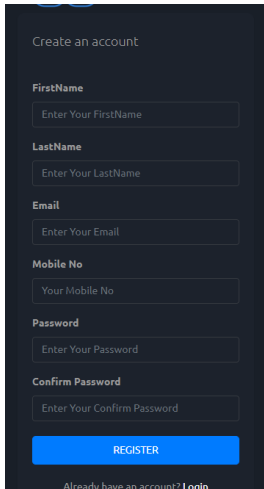 Create an account
FirstName
Enter Your FirstName
LastName
Enter Your LastName
Email
Enter Your Email
Mobile No
Your Mobile No
Password
Enter Your Password
Confirm Password
Enter Your Confirm Password
REGISTER
Already have an account? Login